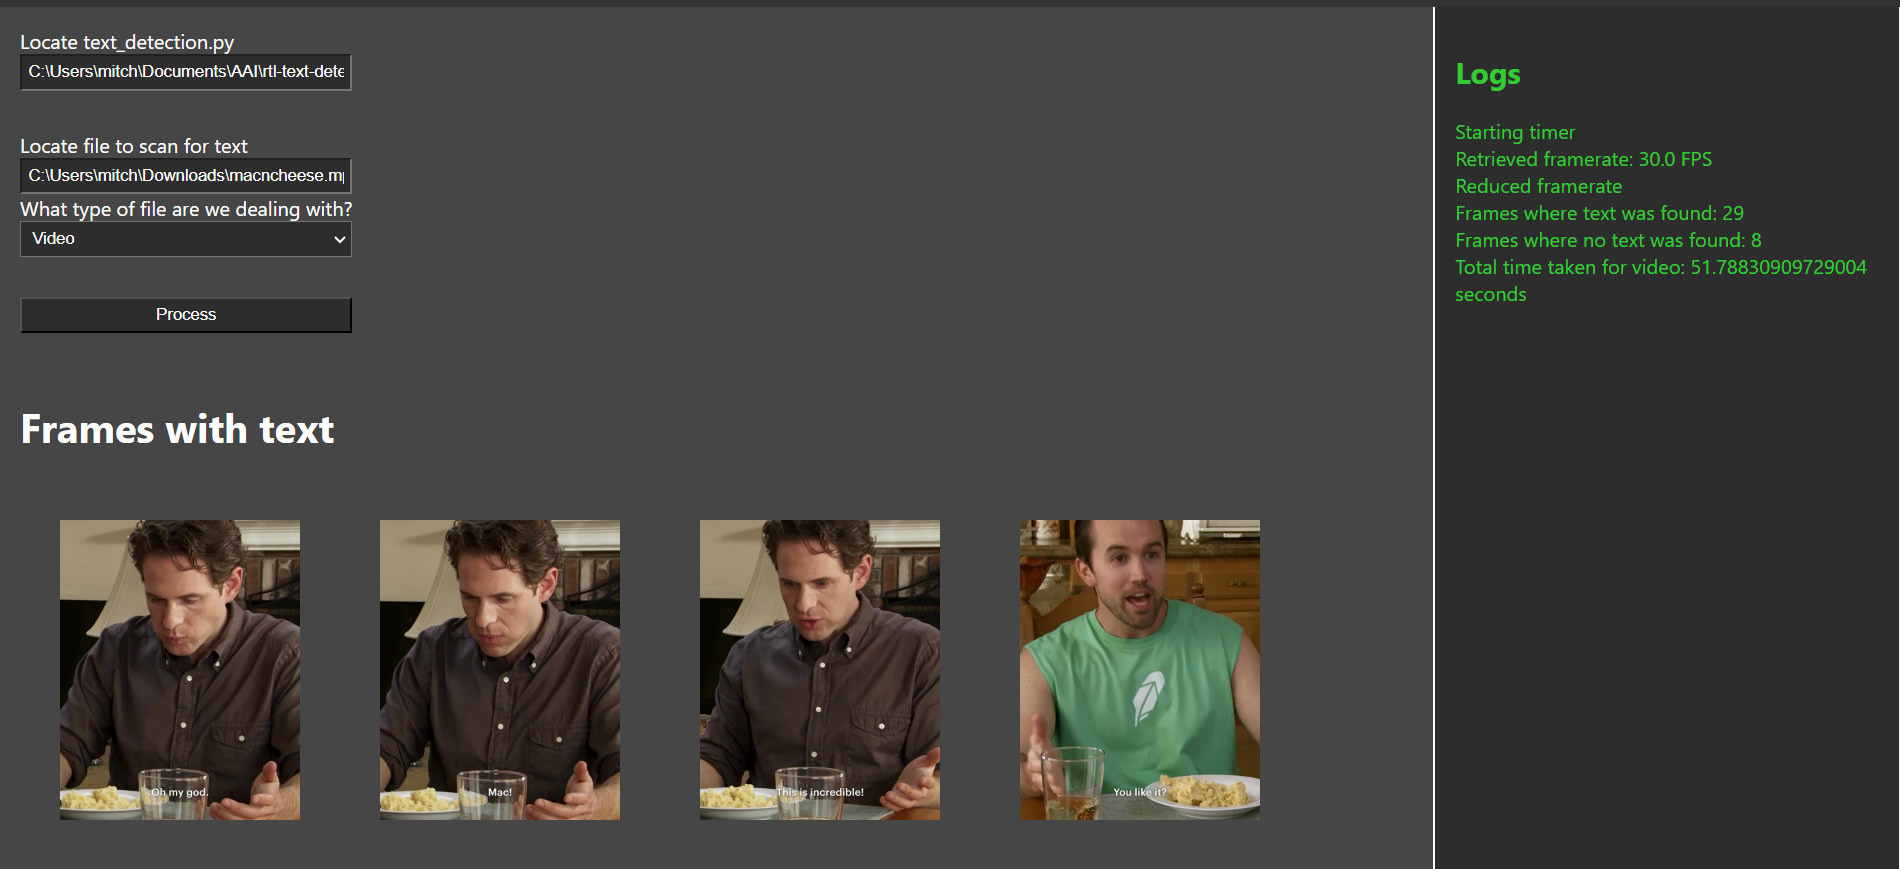 Locate text_detection.py
C:\Users\mitch\Documents\AAI\rtl-text-dete
Locate file to scan for text
C:\Users\mitch\Downloads\macncheese.mp
What type of file are we dealing with?
Video
Process
Frames with text
Oh my god.
Mac!
This is incredible!
You like it?
Logs
Starting timer
Retrieved framerate: 30.0 FPS
Reduced framerate
Frames where text was found: 29
Frames where no text was found: 8
Total time taken for video: 51.78830909729004
seconds